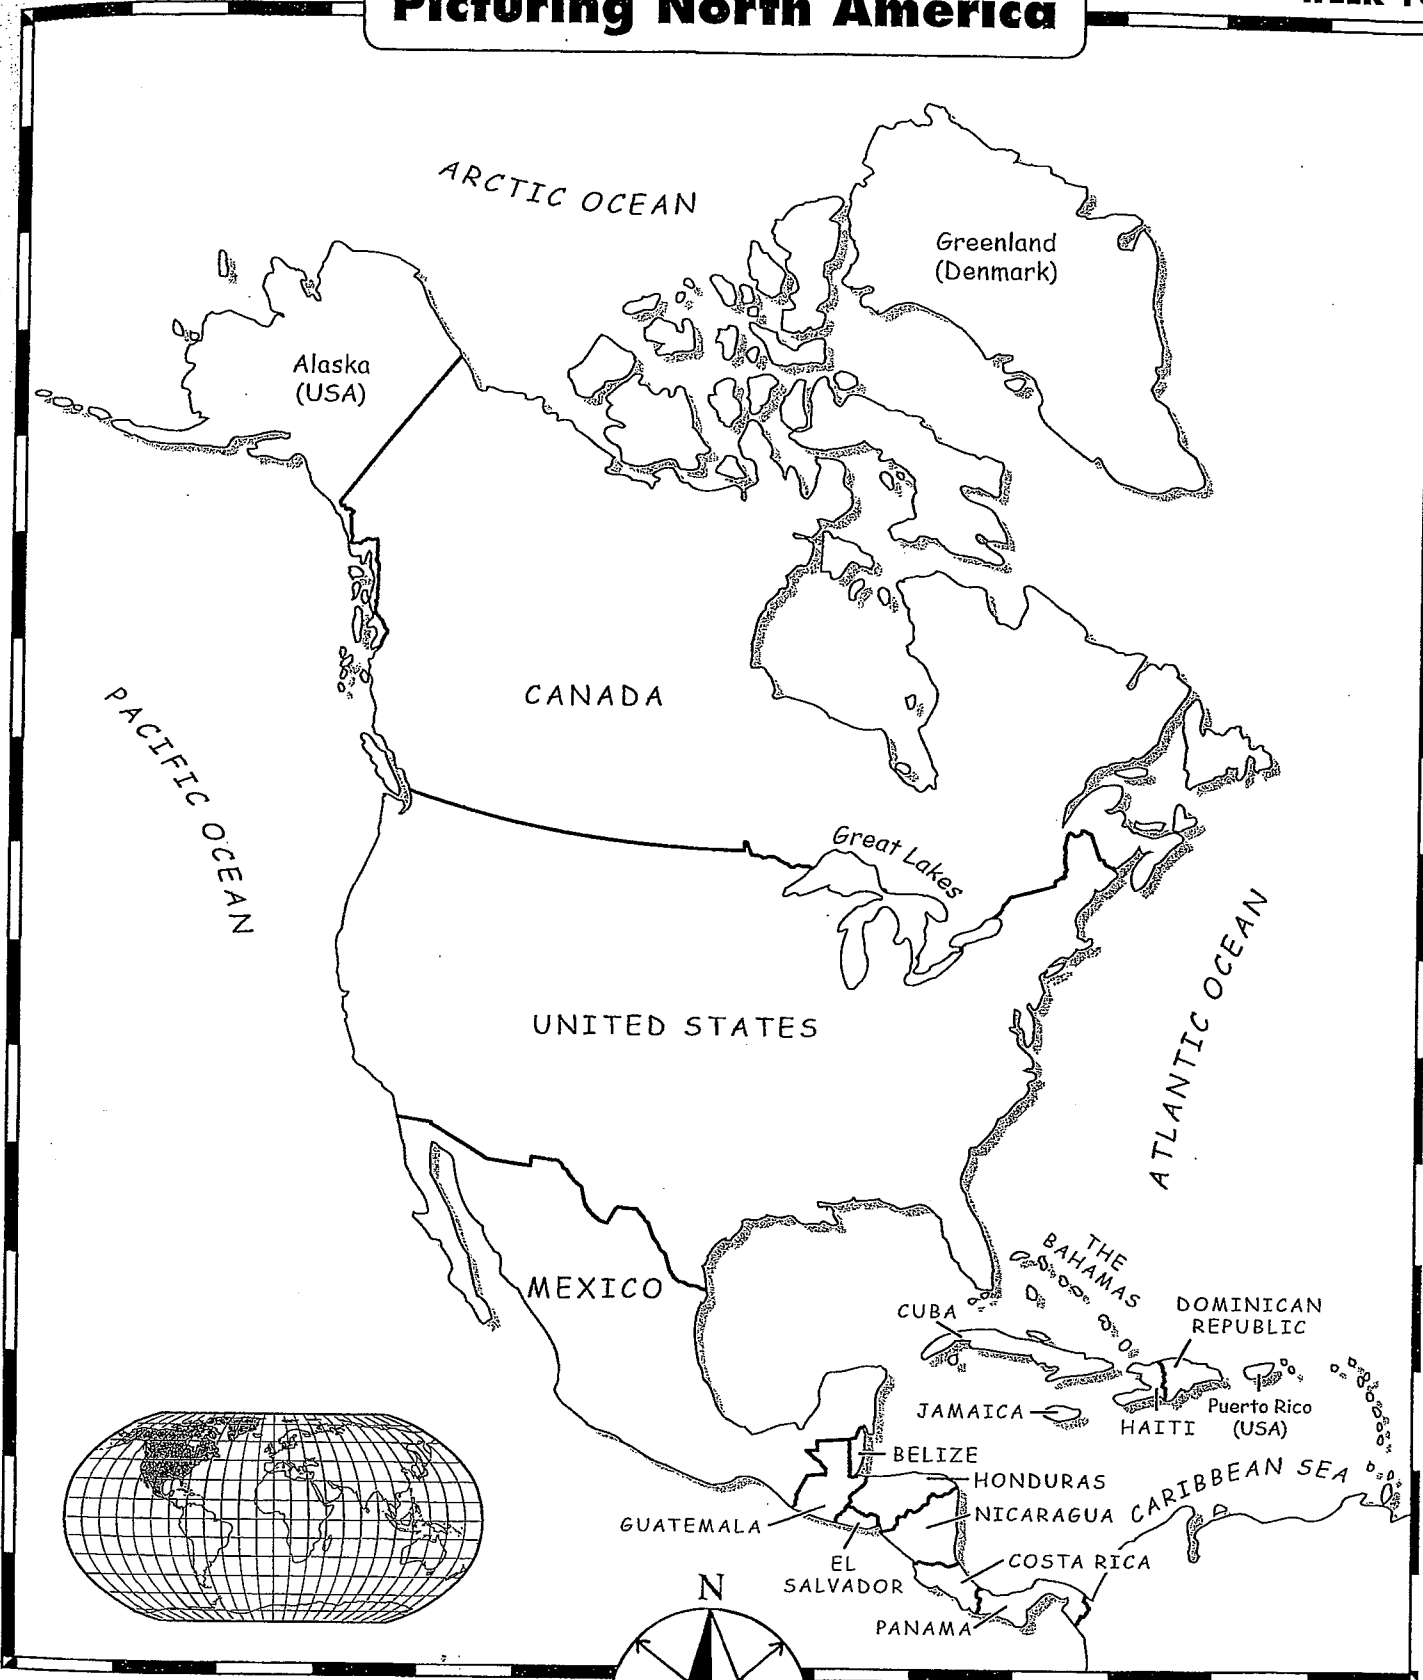 Picturing North America
ARCTIC OCEAN
Greenland
(Denmark)
Alaska
(USA)
CANADA
PACIFIC OCEAN
Great Lakes
ATLANTIC OCEAN
UNITED STATES
THE
BAHAMAS
MEXICO
CUBA
DOMINICAN
REPUBLIC
JAMAICA
HAITI
Puerto Rico
(USA)
BELIZE
HONDURAS
CARIBBEAN SEA
NICARAGUA
GUATEMALA
EL
SALVADOR
COSTA RICA
PANAMA
N